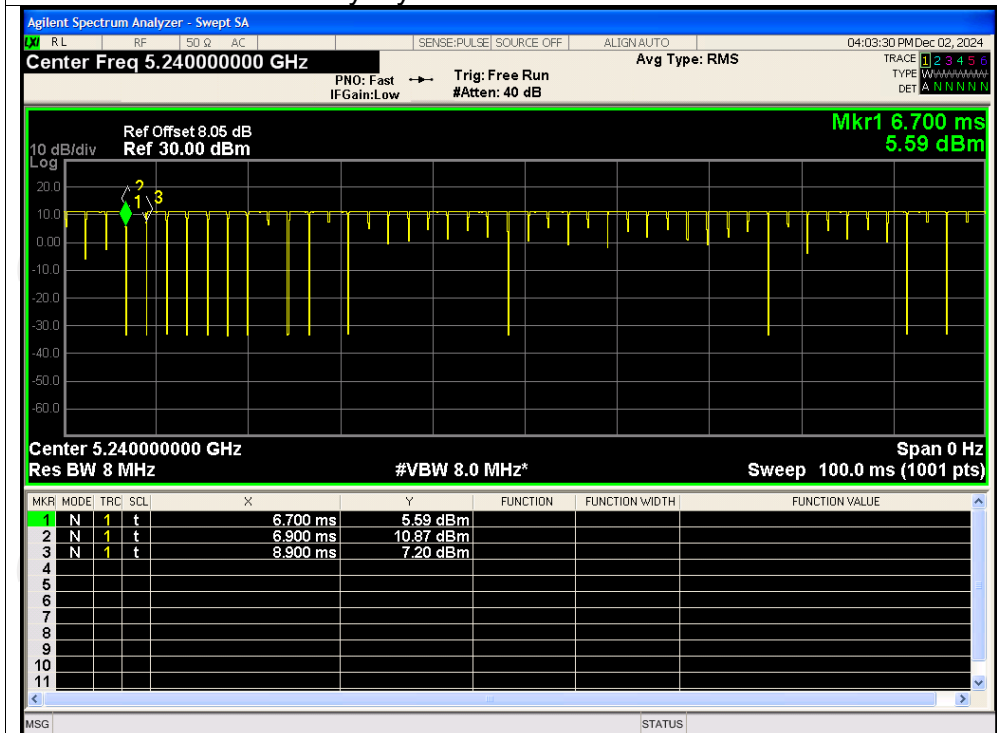 Agilent Spectrum Analyzer - Swept SA
LXI RL RF 50 Ω AC SENSE:PULSE SOURCE OFF ALIGN AUTO 04:03:30 PM Dec 02, 2024
Center Freq 5.240000000 GHz Avg Type: RMS TRACE 1 2 3 4 5 6
PNO: Fast Trig: Free Run TYPE W
IFGain:Low #Atten: 40 dB DET A N N N N N
Mkr1 6.700 ms
Ref Offset 8.05 dB
10 dB/div Ref 30.00 dBm 5.59 dBm
Log
20.0
2
1 3
10.0
0.00
-10.0
-20.0
-30.0
-40.0
-50.0
-60.0
Center 5.240000000 GHz Span 0 Hz
Res BW 8 MHz #VBW 8.0 MHz* Sweep 100.0 ms (1001 pts)
MKR MODE TRC SCL X Y FUNCTION FUNCTION WIDTH FUNCTION VALUE
1 N 1 t 6.700 ms 5.59 dBm
2 N 1 t 6.900 ms 10.87 dBm
3 N 1 t 8.900 ms 7.20 dBm
4
5
6
7
8
9
10
11
MSG STATUS